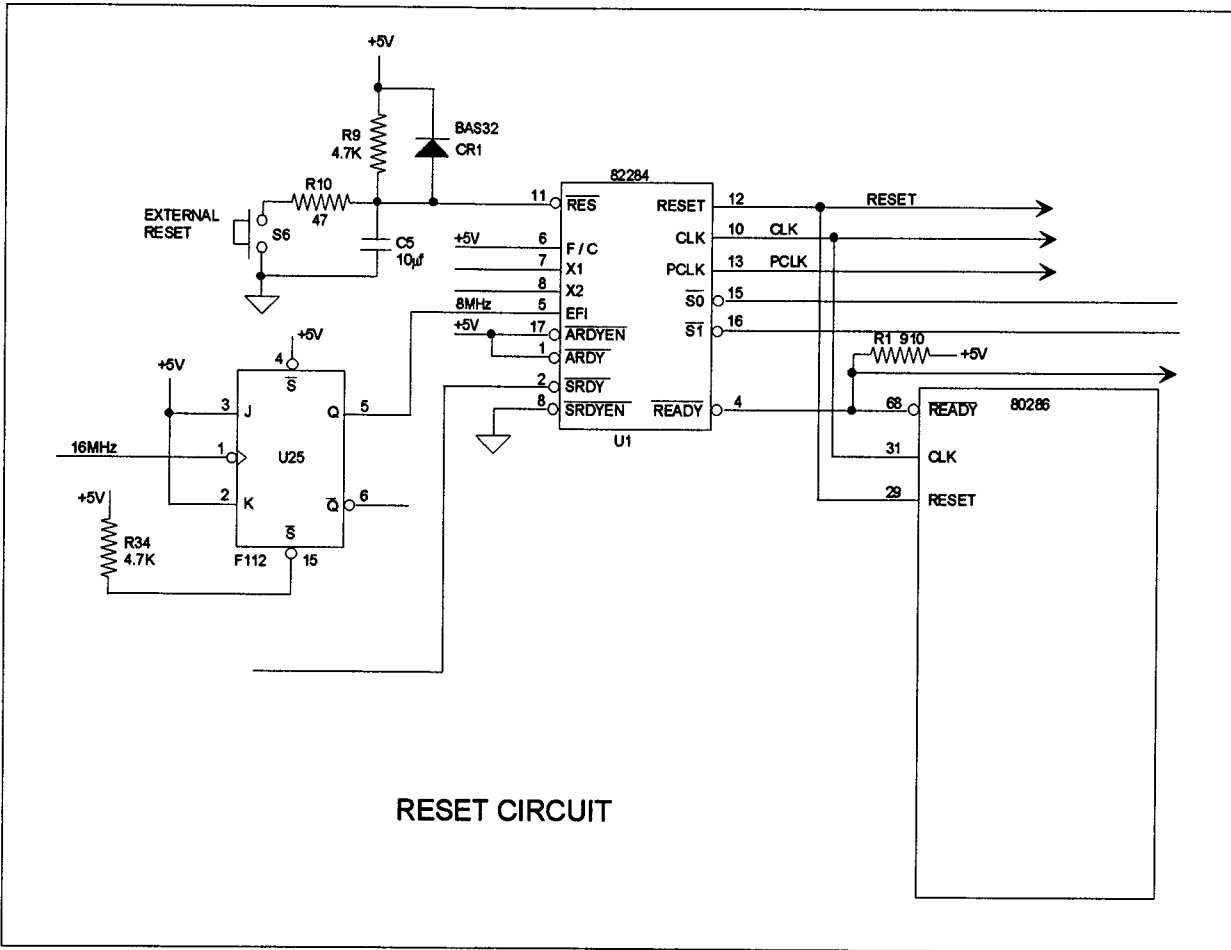 +5V
R9
4.7K
BAS32
CR1
R10
47
EXTERNAL
RESET
S6
C5
10µf
82284
11 RES
RESET 12 RESET
+5V 6 F / C
CLK 10 CLK
7 X1
PCLK 13 PCLK
8 X2
S0 15
8MHz 5 EFI
+5V 17 ARDYEN
S1 16
1 ARDY
R1 910 +5V
2 SRDY
8 SRDYEN
READY 4
U1
68 READY
80286
31 CLK
29 RESET
+5V
4
S
+5V
3 J
Q 5
16MHz 1
U25
2 K
Q 6
+5V
S
R34
4.7K
F112 15
RESET CIRCUIT